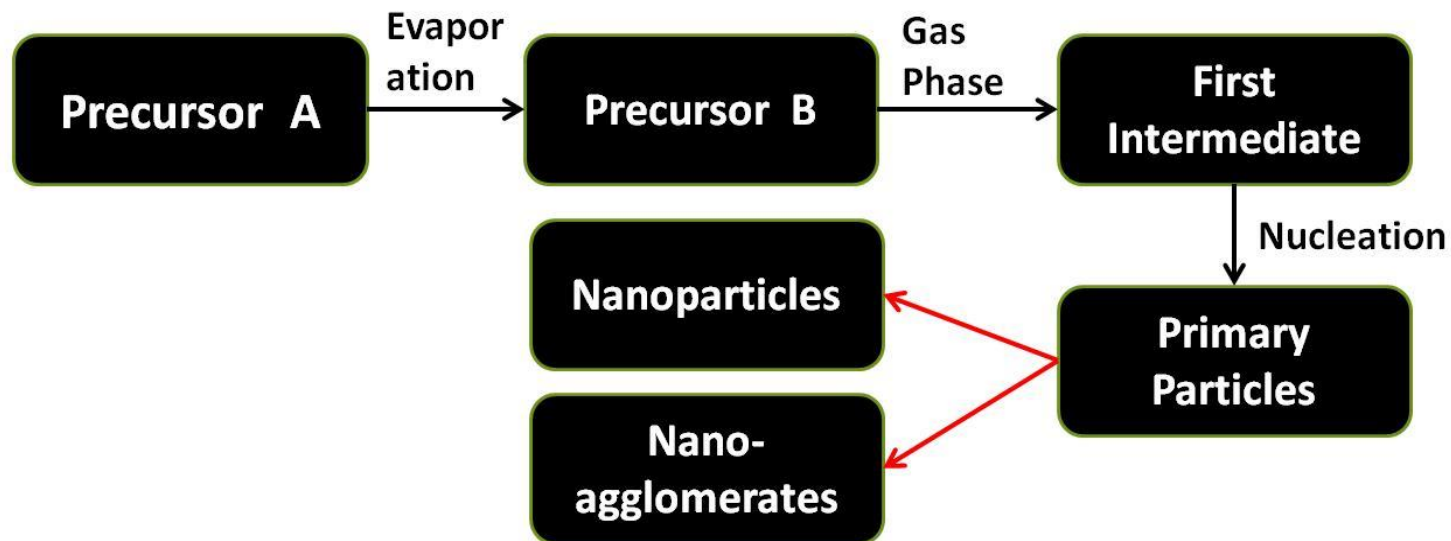 Precursor A
Evapor
ation
Precursor B
Gas
Phase
First
Intermediate
Nucleation
Primary
Particles
Nanoparticles
Nano-
agglomerates